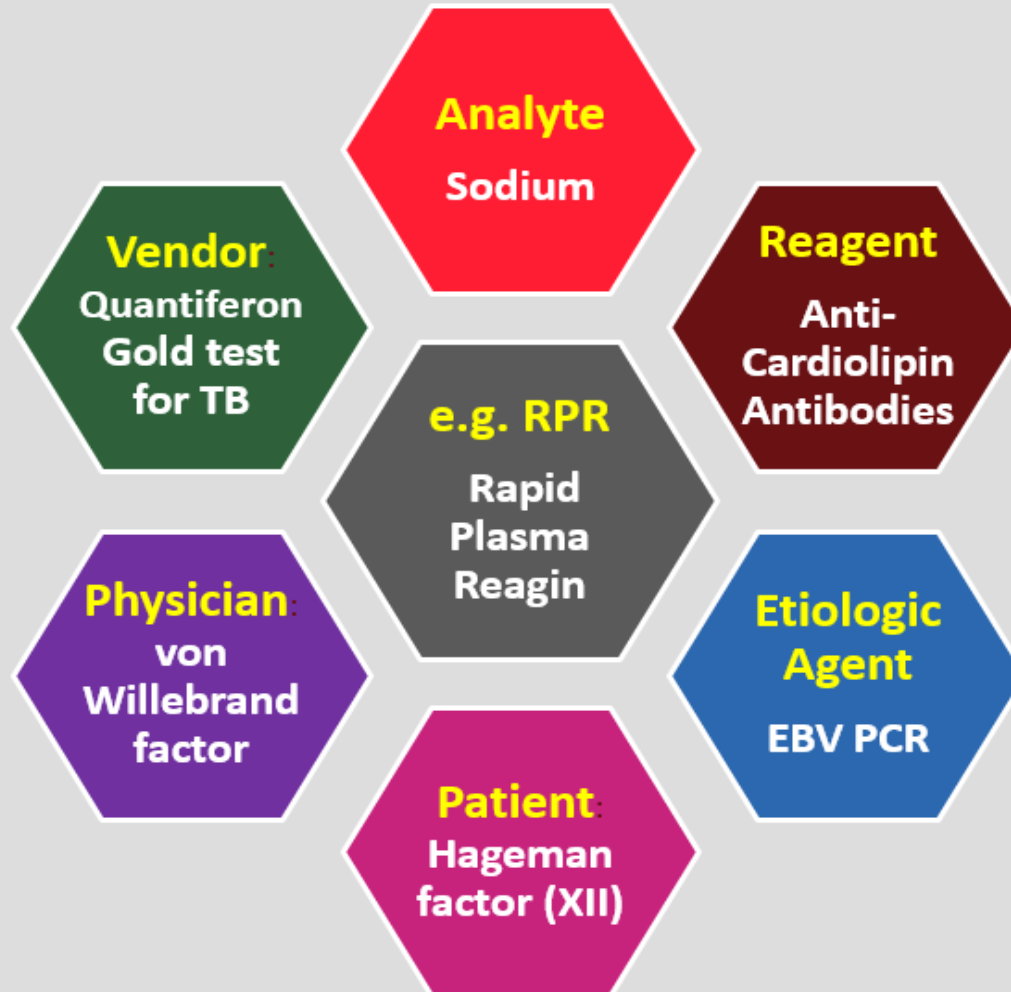 Analyte
Sodium
Vendor:
Quantiferon
Gold test
for TB
Reagent
Anti-
Cardiolipin
Antibodies
e.g. RPR
Rapid
Plasma
Reagin
Physician:
von
Willebrand
factor
Etiologic
Agent
EBV PCR
Patient:
Hageman
factor (XII)